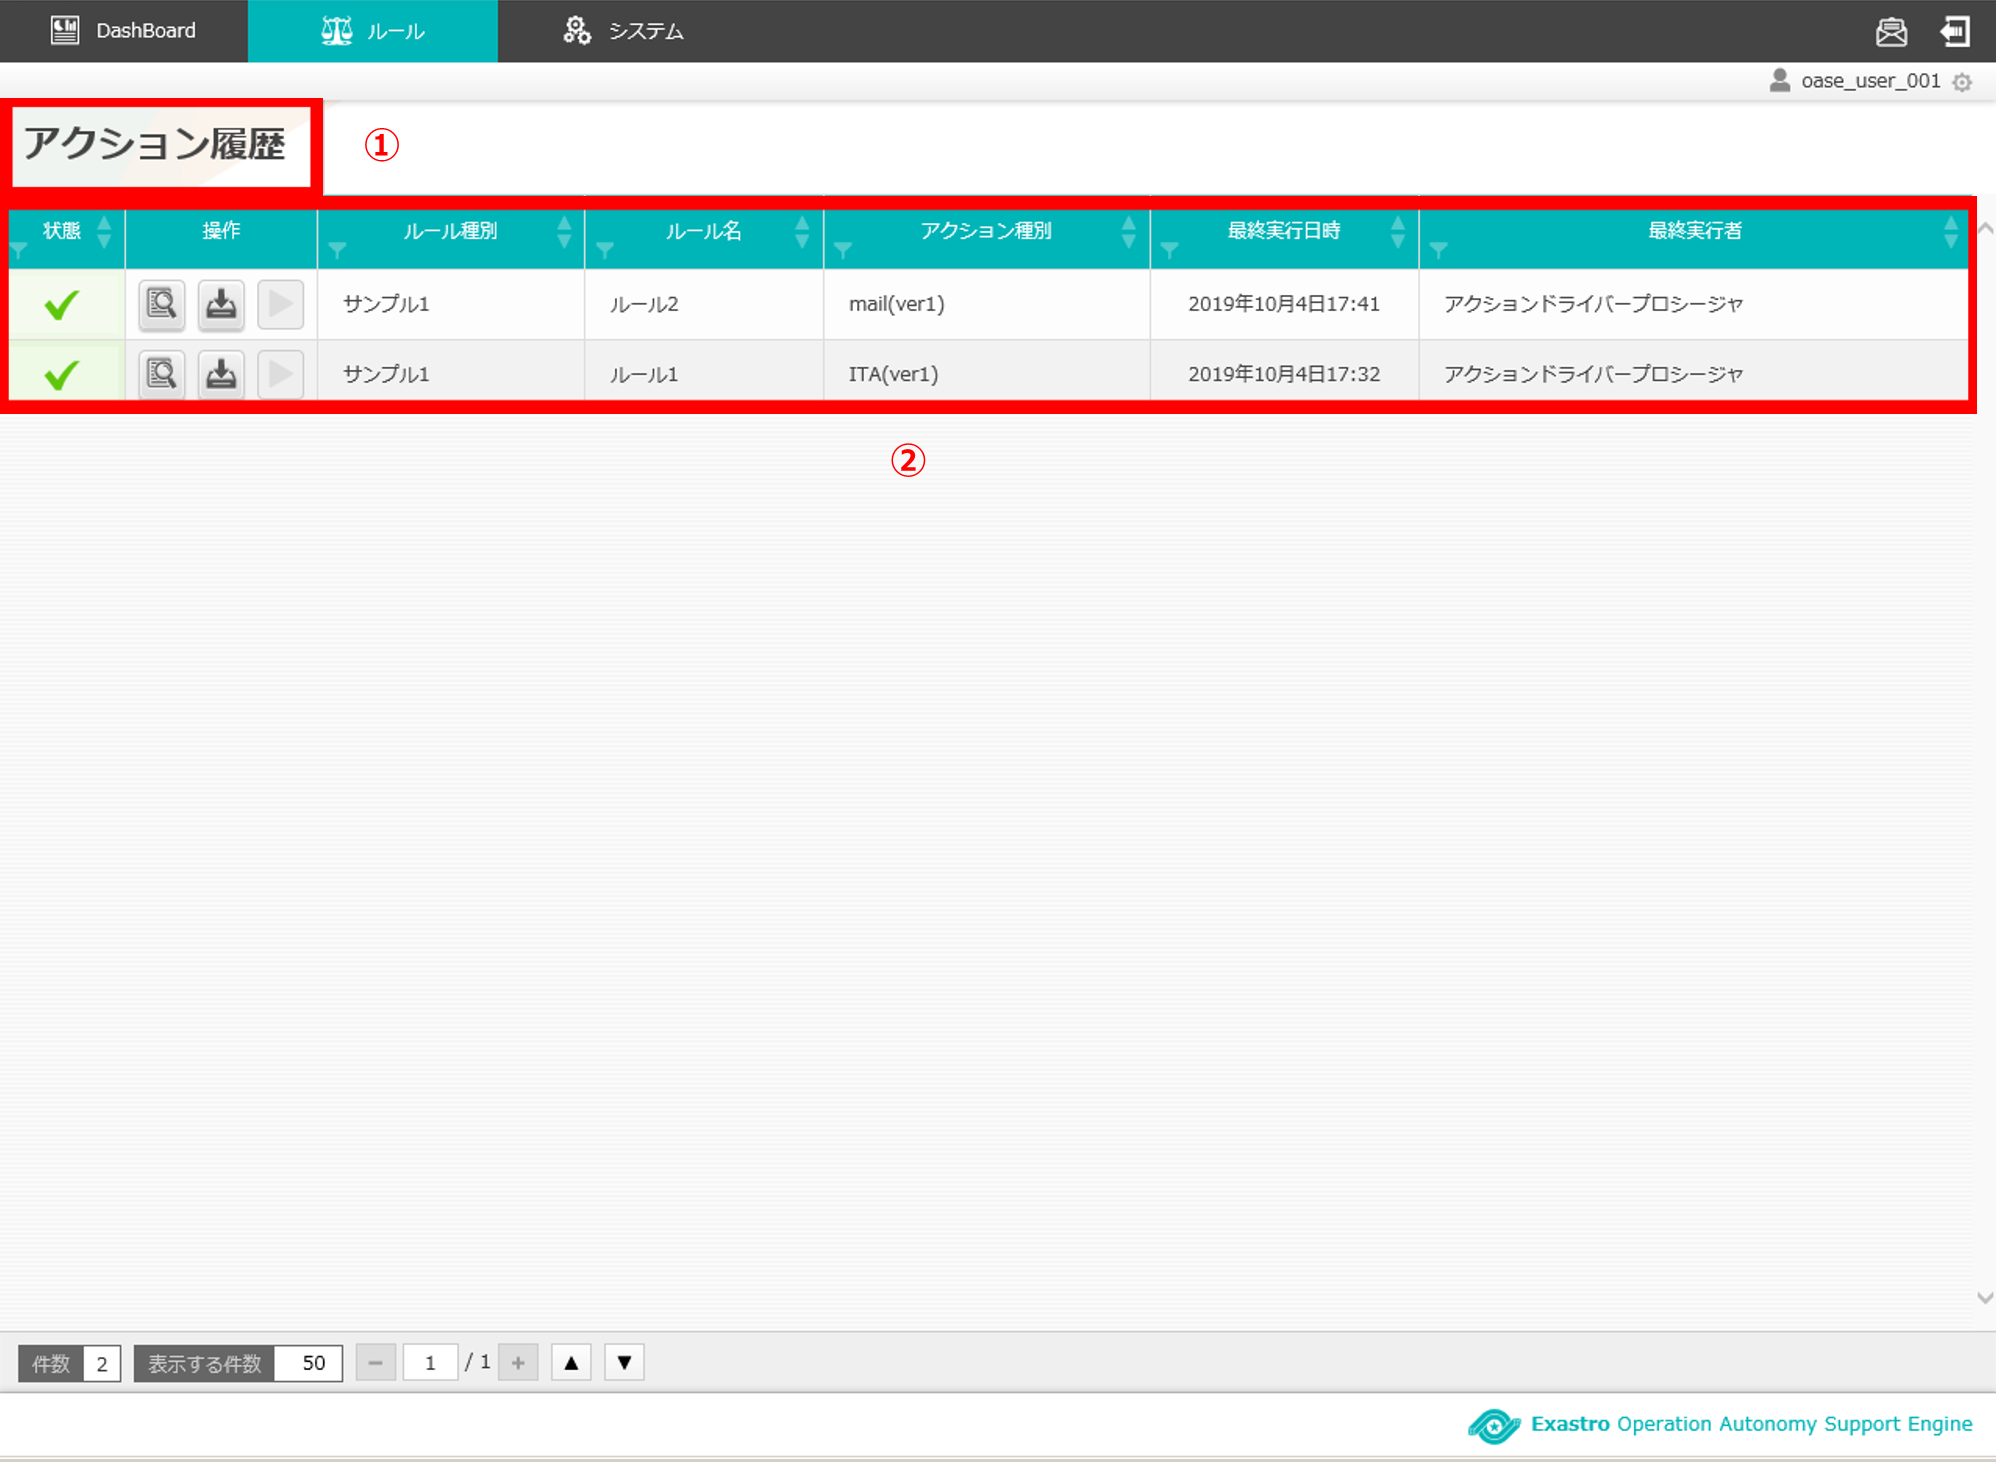 DashBoard ルール システム
oase_user_001
アクション履歴 ①
状態 操作 ルール種別 ルール名 アクション種別 最終実行日時 最終実行者
サンプル1 ルール2 mail(ver1) 2019年10月4日17:41 アクションドライバープロシージャ
サンプル1 ルール1 ITA(ver1) 2019年10月4日17:32 アクションドライバープロシージャ
②
件数 2 表示する件数 50 − 1 / 1 + ▲ ▼
Exastro Operation Autonomy Support Engine